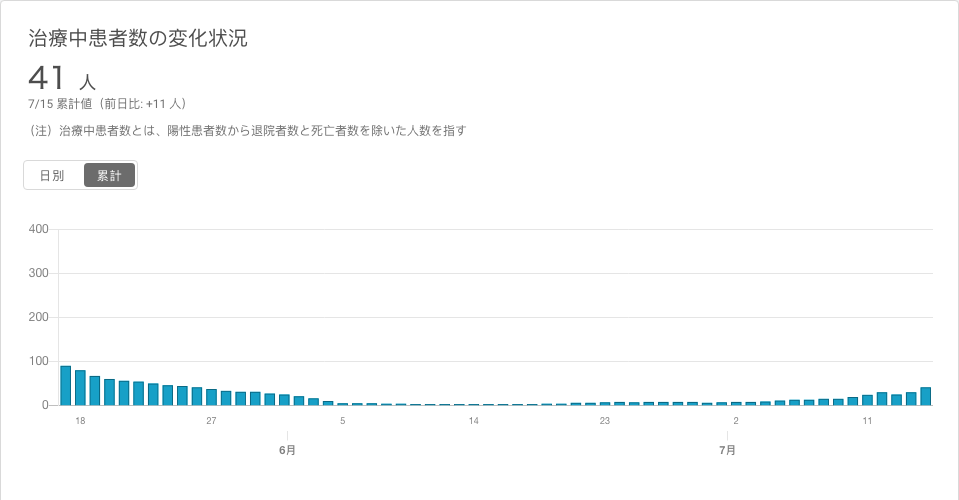 治療中患者数の変化状況
41 人
7/15 累計値（前日比: +11 人）
（注）治療中患者数とは、陽性患者数から退院者数と死亡者数を除いた人数を指す
日別 累計
400
300
200
100
0
18 27 5 14 23 2 11
6月 7月